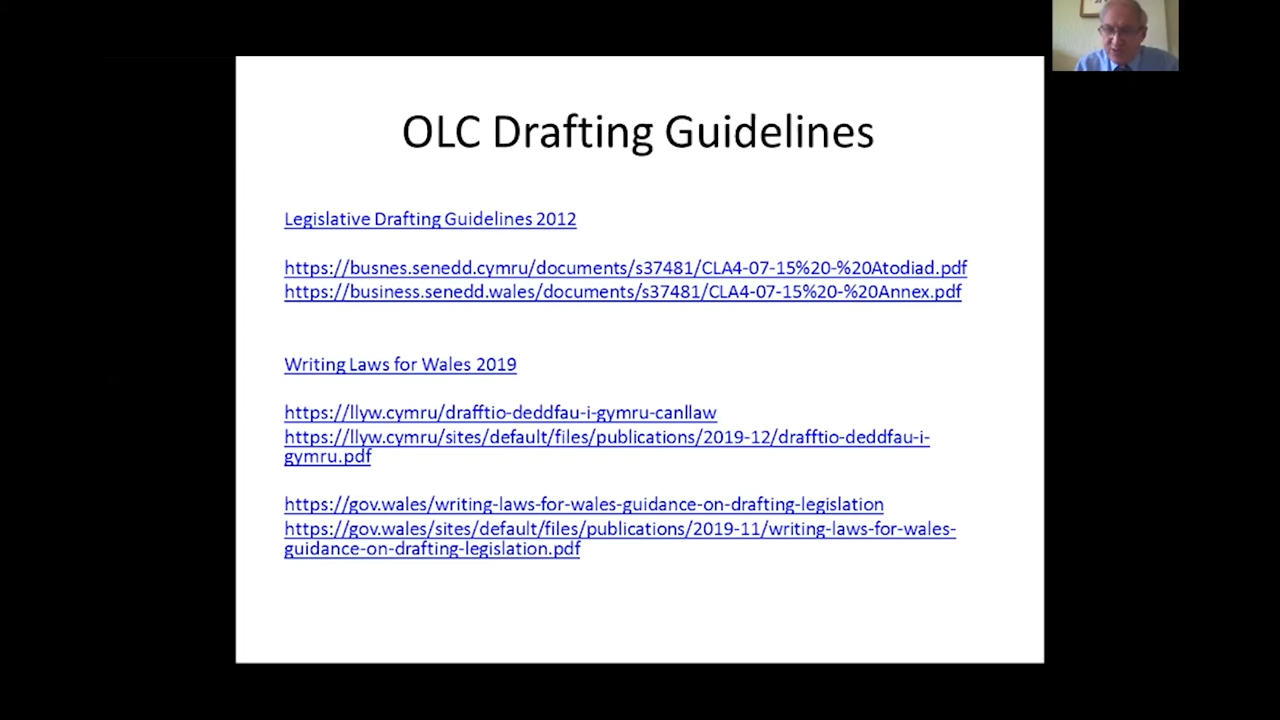 OLC Drafting Guidelines
Legislative Drafting Guidelines 2012
https://busnes.senedd.cymru/documents/s37481/CLA4-07-15%20-%20Atodiad.pdf
https://business.senedd.wales/documents/s37481/CLA4-07-15%20-%20Annex.pdf
Writing Laws for Wales 2019
https://llyw.cymru/drafftio-deddfau-i-gymru-canllaw
https://llyw.cymru/sites/default/files/publications/2019-12/drafftio-deddfau-i-
gymru.pdf
https://gov.wales/writing-laws-for-wales-guidance-on-drafting-legislation
https://gov.wales/sites/default/files/publications/2019-11/writing-laws-for-wales-
guidance-on-drafting-legislation.pdf